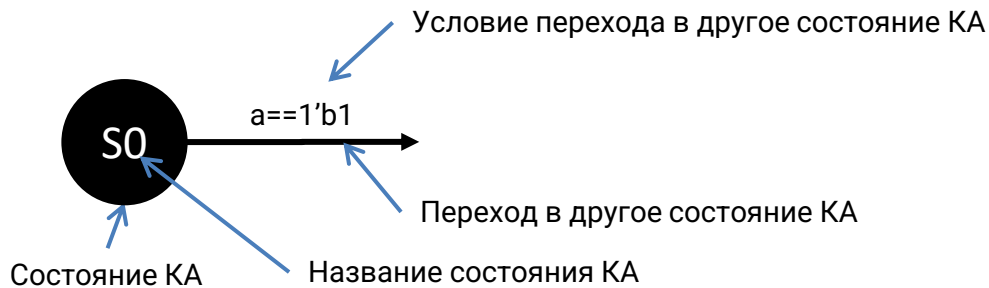 Условие перехода в другое состояние КА
a==1’b1
S0
Переход в другое состояние КА
Состояние КА
Название состояния КА